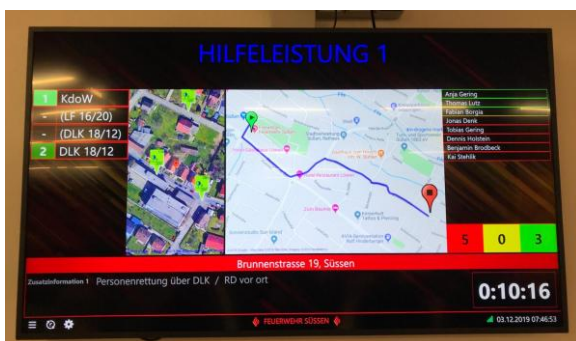 HILFELEISTUNG 1
1 KdoW
- (LF 16/20)
- (DLK 18/12)
2 DLK 18/12
Anja Gering
Thomas Lutz
Fabian Borgia
Jonas Denk
Tobias Gering
Dennis Holstein
Benjamin Brodbeck
Kai Stehlik
5 0 3
Brunnenstrasse 19, Süssen
Zusatzinformation 1 Personenrettung über DLK / RD vor ort
0:10:16
FEUERWEHR SÜSSEN
03.12.2019 07:46:53